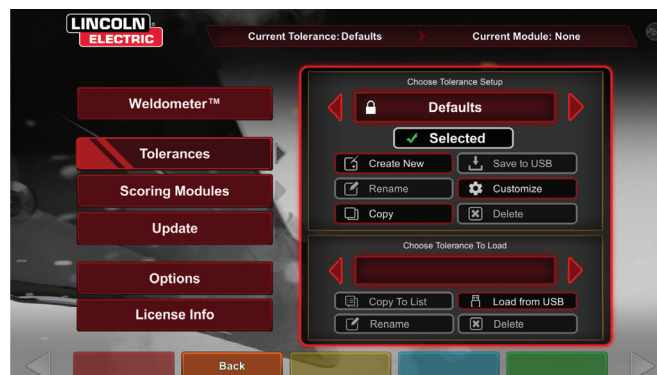 LINCOLN®
ELECTRIC
Current Tolerance: Defaults
Current Module: None
Weldometer™
Tolerances
Scoring Modules
Update
Options
License Info
Choose Tolerance Setup
Defaults
Selected
Create New
Save to USB
Rename
Customize
Copy
Delete
Choose Tolerance To Load
Copy To List
Load from USB
Rename
Delete
Back